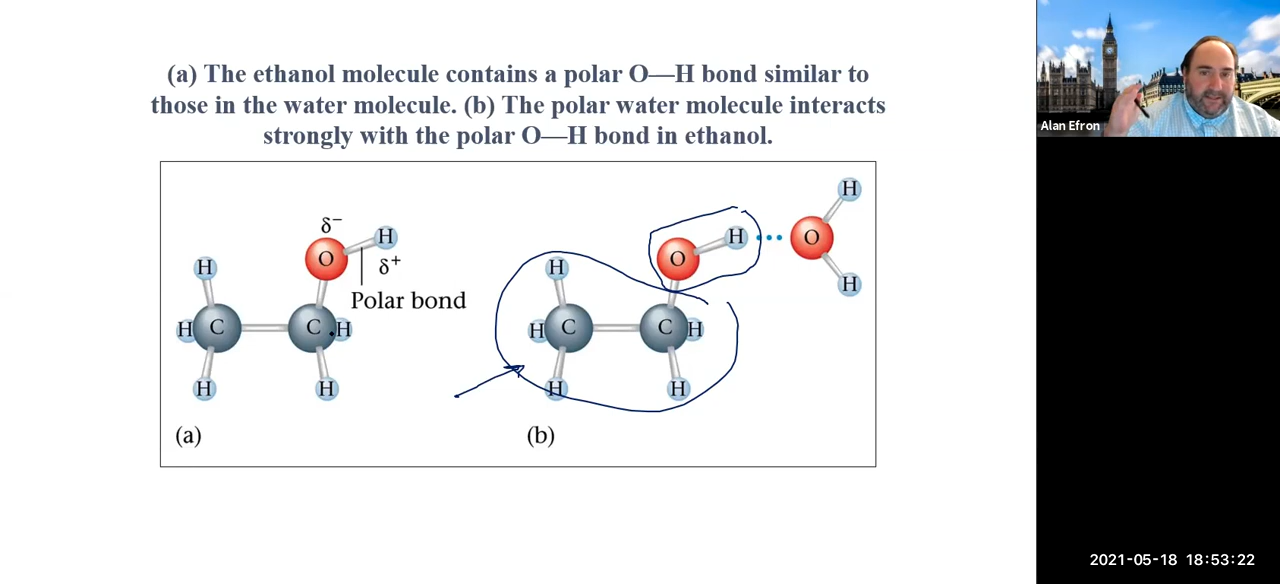 (a) The ethanol molecule contains a polar O—H bond similar to
those in the water molecule. (b) The polar water molecule interacts
strongly with the polar O—H bond in ethanol.
Alan Efron
δ−
O
H
δ+
Polar bond
H
H
C
C
H
H
H
(a)
H
O
H
O
H
H
H
C
C
H
H
H
(b)
2021-05-18 18:53:22